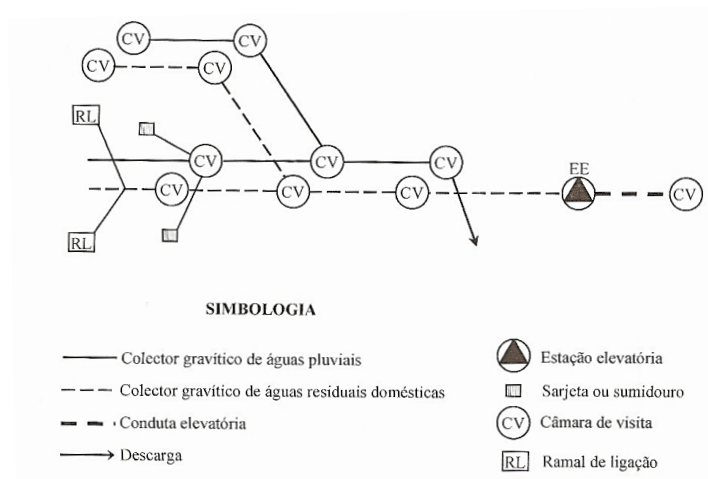 CV CV
CV CV
RL
CV CV CV
EE
CV CV CV CV
RL
SIMBOLOGIA
Colector gravítico de águas pluviais
Estação elevatória
Colector gravítico de águas residuais domésticas
Sarjeta ou sumidouro
Conduta elevatória
CV Câmara de visita
Descarga
RL Ramal de ligação